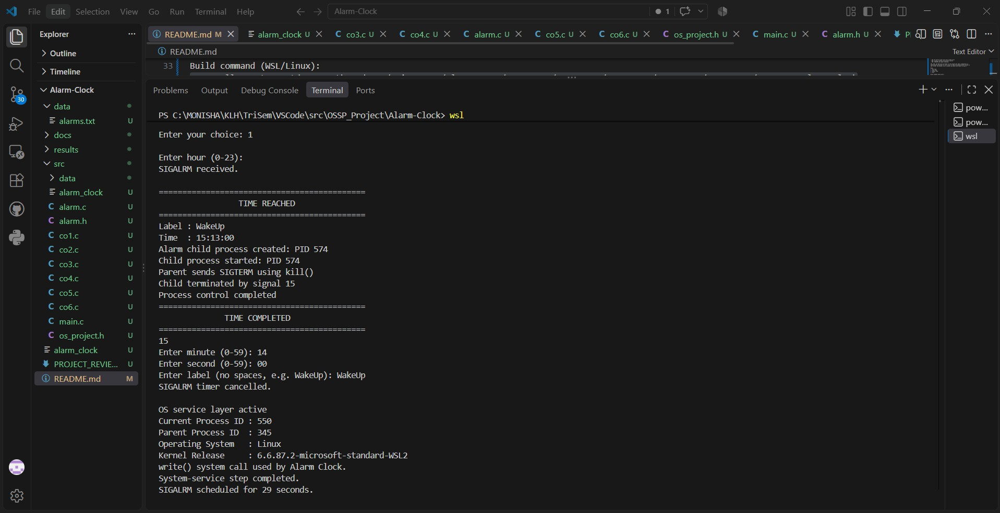 File Edit Selection View Go Run Terminal Help
Alarm-Clock
1
Explorer
Outline
Timeline
Alarm-Clock
data
alarms.txt U
docs
results
src
data
alarm_clock U
alarm.c U
alarm.h U
co1.c U
co2.c U
co3.c U
co4.c U
co5.c U
co6.c U
main.c U
os_project.h U
alarm_clock U
PROJECT_REVIE... U
README.md M
30
README.md M
alarm_clock U
co3.c U
co4.c U
alarm.c U
co5.c U
co6.c U
os_project.h U
main.c U
alarm.h U
README.md
Text Editor
33 Build command (WSL/Linux):
Problems Output Debug Console Terminal Ports
PS C:\MONISHA\KLH\TriSem\VSCode\src\OSSP_Project\Alarm-Clock> wsl
Enter your choice: 1
Enter hour (0-23):
SIGALRM received.
============================================
TIME REACHED
============================================
Label : WakeUp
Time  : 15:13:00
Alarm child process created: PID 574
Child process started: PID 574
Parent sends SIGTERM using kill()
Child terminated by signal 15
Process control completed
============================================
TIME COMPLETED
============================================
15
Enter minute (0-59): 14
Enter second (0-59): 00
Enter label (no spaces, e.g. WakeUp): WakeUp
SIGALRM timer cancelled.
OS service layer active
Current Process ID : 550
Parent Process ID  : 345
Operating System   : Linux
Kernel Release     : 6.6.87.2-microsoft-standard-WSL2
write() system call used by Alarm Clock.
System-service step completed.
SIGALRM scheduled for 29 seconds.
pow...
pow...
wsl